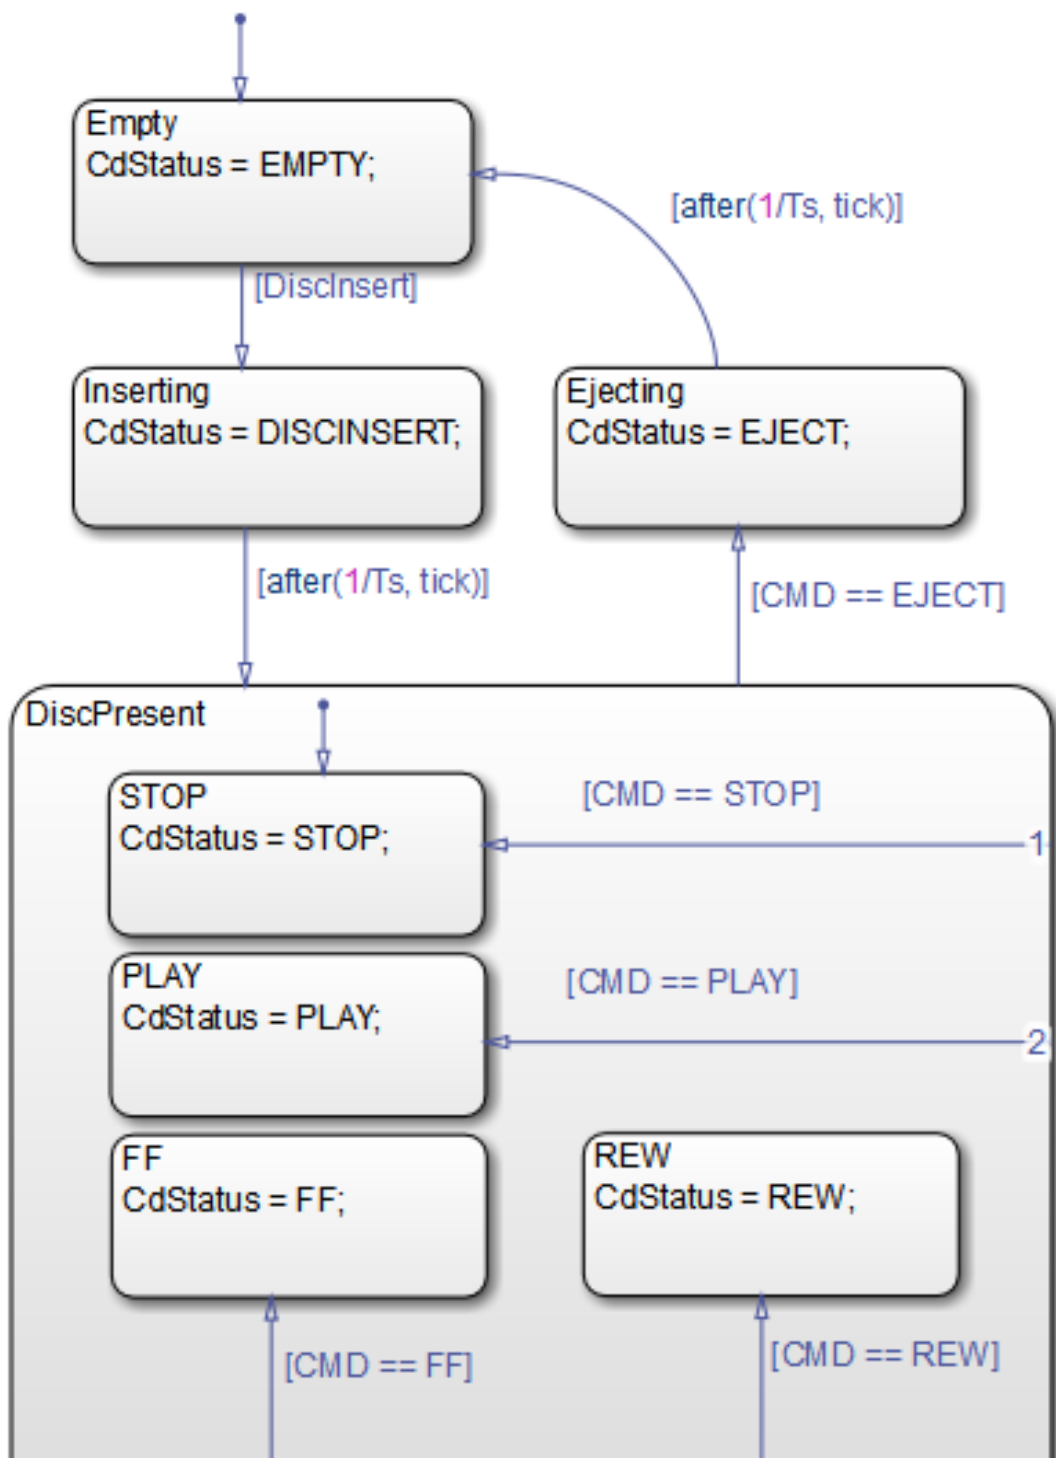 Empty
CdStatus = EMPTY;
[after(1/Ts, tick)]
[DiscInsert]
Inserting
CdStatus = DISCINSERT;
Ejecting
CdStatus = EJECT;
[after(1/Ts, tick)]
[CMD == EJECT]
DiscPresent
STOP
CdStatus = STOP;
[CMD == STOP]
1
PLAY
CdStatus = PLAY;
[CMD == PLAY]
2
FF
CdStatus = FF;
REW
CdStatus = REW;
[CMD == FF]
[CMD == REW]